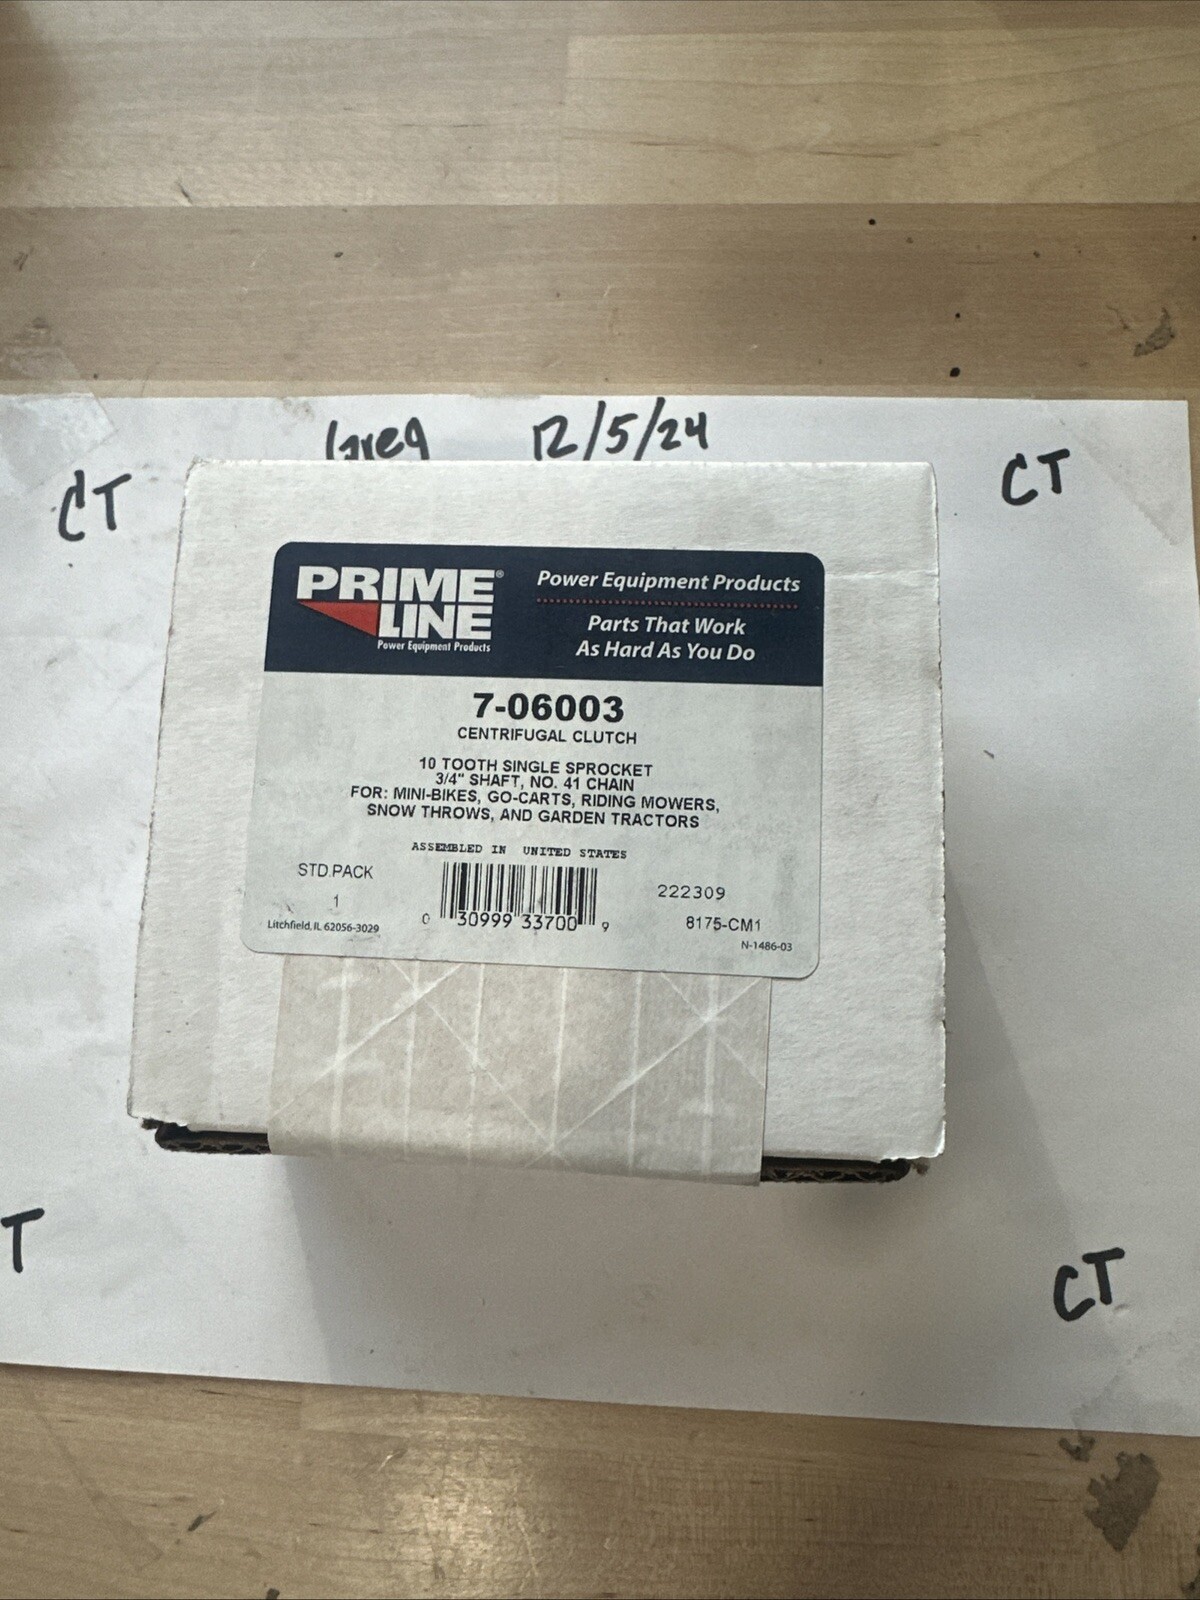 Greg 12/5/24
CT
CT
PRIME
LINE®
Power Equipment Products
Power Equipment Products
Parts That Work
As Hard As You Do
7-06003
CENTRIFUGAL CLUTCH
10 TOOTH SINGLE SPROCKET
3/4" SHAFT, NO. 41 CHAIN
FOR: MINI-BIKES, GO-CARTS, RIDING MOWERS,
SNOW THROWS, AND GARDEN TRACTORS
ASSEMBLED IN UNITED STATES
STD.PACK
1
Litchfield, IL 62056-3029
0 30999 33700 9
222309
8175-CM1
N-1486-03
T
CT